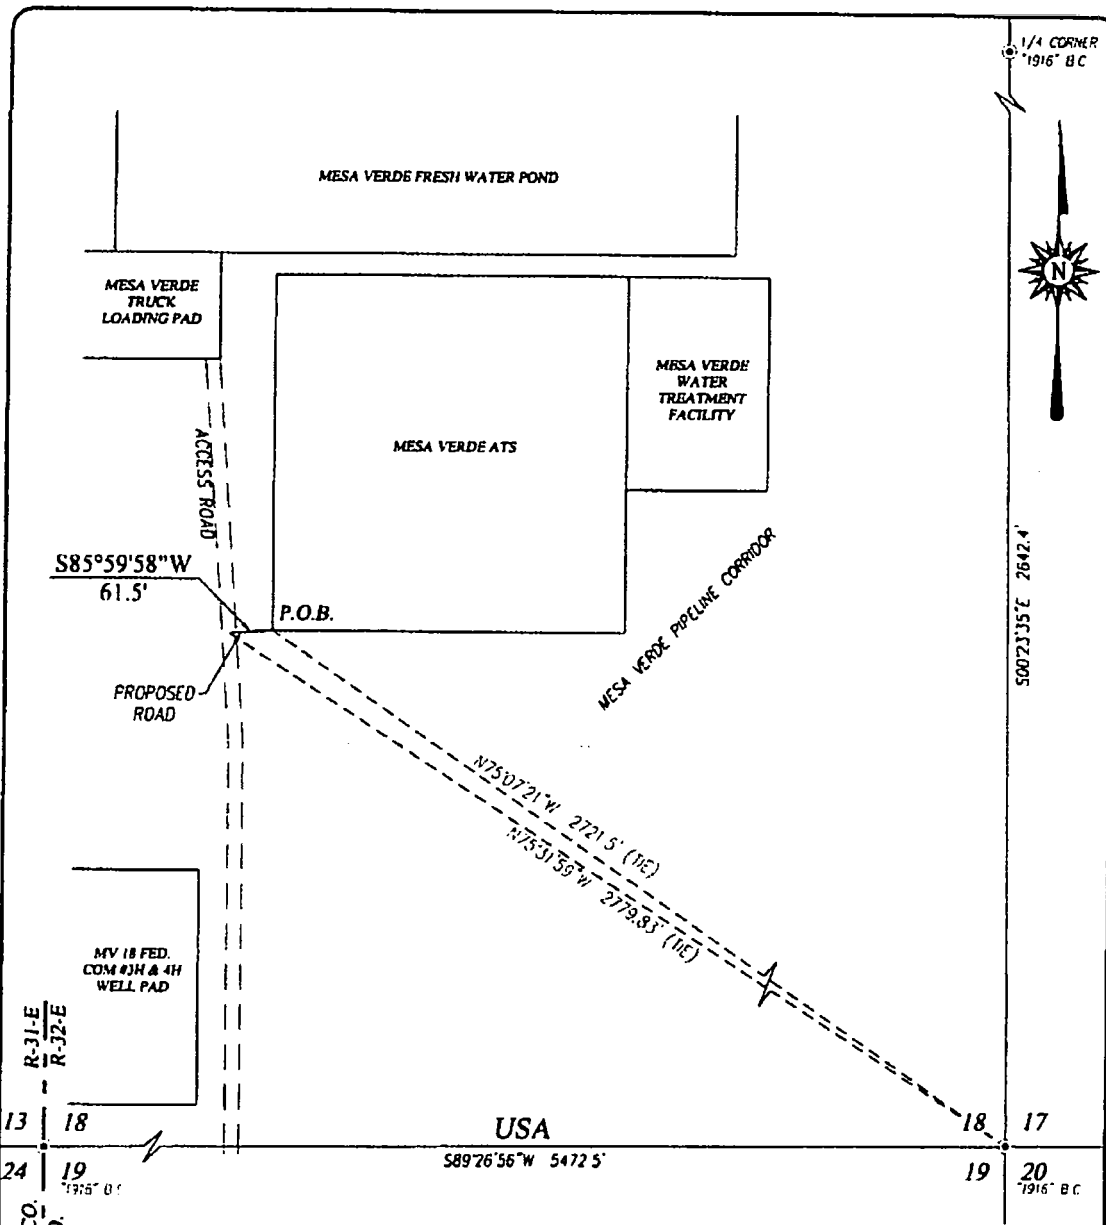 1/4 CORNER
"1916" B C
MESA VERDE FRESH WATER POND
N
MESA VERDE
TRUCK
LOADING PAD
MESA VERDE
WATER
TREATMENT
FACILITY
MESA VERDE ATS
ACCESS ROAD
S00°23'35"E 2642.4'
MESA VERDE PIPELINE CORRIDOR
S85°59'58"W
61.5'
P.O.B.
PROPOSED
ROAD
N75°07'21"W 2721.5' (TIE)
N75°31'59"W 2779.83' (TIE)
MV 18 FED.
COM #3H & 4H
WELL PAD
R-31-E
R-32-E
13 18
USA
18 17
S89°26'56"W 5472.5'
24 19
"1916" B C
19 20
"1916" B C
CO.